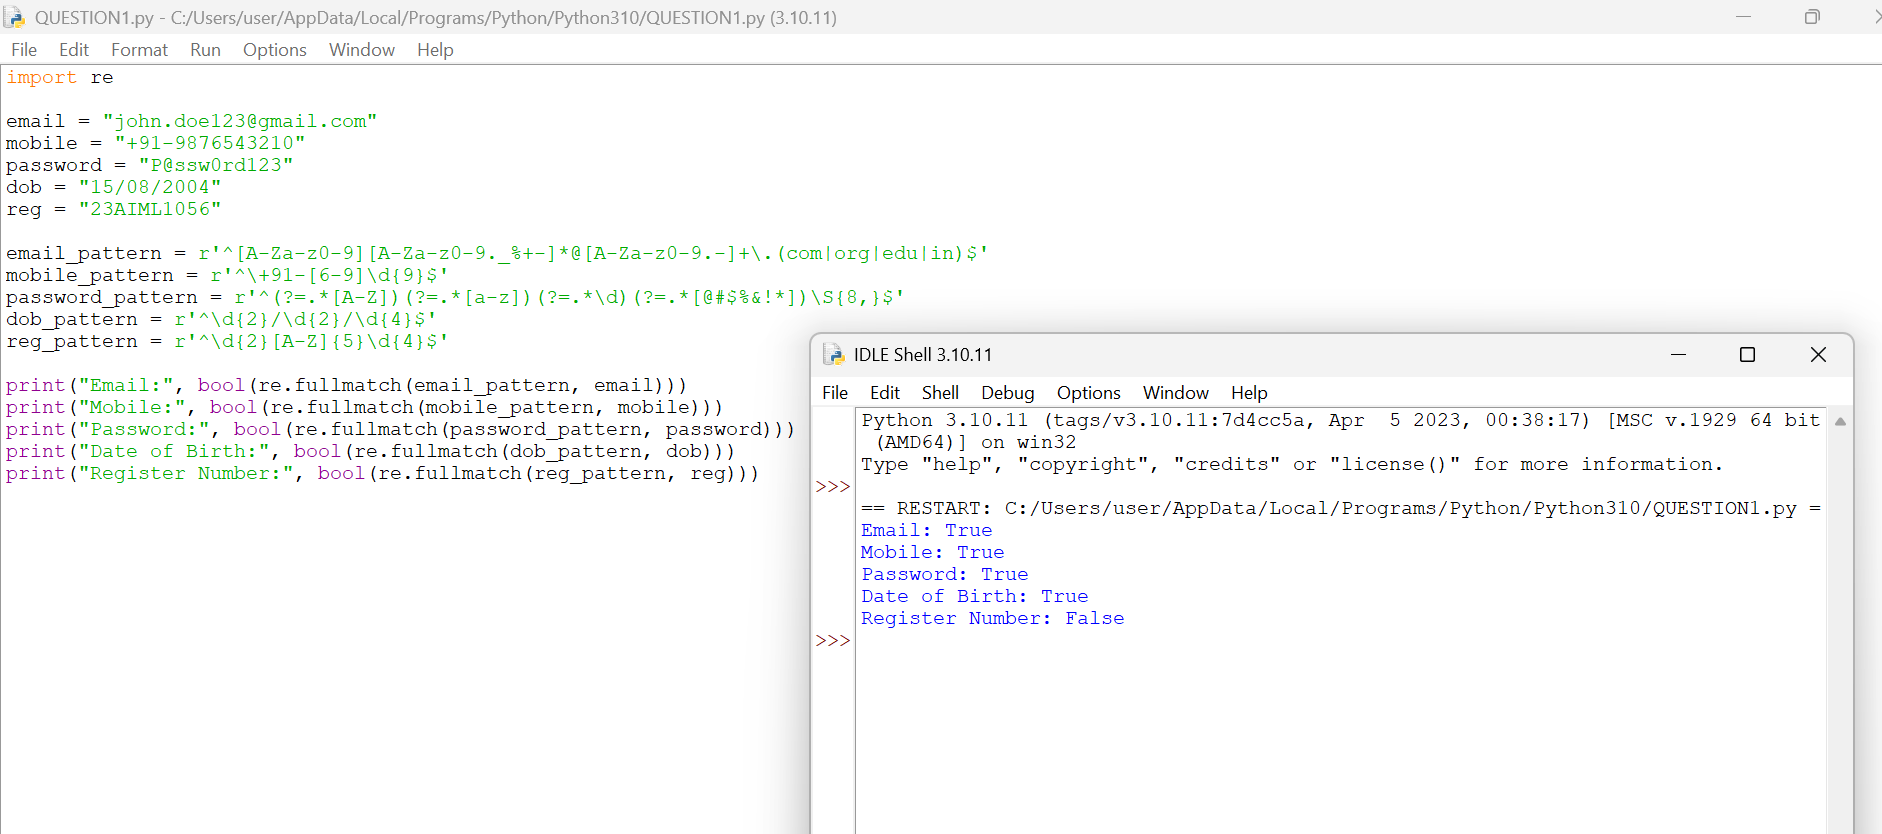 QUESTION1.py - C:/Users/user/AppData/Local/Programs/Python/Python310/QUESTION1.py (3.10.11)
File Edit Format Run Options Window Help
import re
email = "john.doe123@gmail.com"
mobile = "+91-9876543210"
password = "P@ssw0rd123"
dob = "15/08/2004"
reg = "23AIML1056"
email_pattern = r'^[A-Za-z0-9][A-Za-z0-9._%+-]*@[A-Za-z0-9.-]+\.(com|org|edu|in)$'
mobile_pattern = r'^\+91-[6-9]\d{9}$'
password_pattern = r'^(?=.*[A-Z])(?=.*[a-z])(?=.*\d)(?=.*[@#$%&!*])\S{8,}$'
dob_pattern = r'^\d{2}/\d{2}/\d{4}$'
reg_pattern = r'^\d{2}[A-Z]{5}\d{4}$'
print("Email:", bool(re.fullmatch(email_pattern, email)))
print("Mobile:", bool(re.fullmatch(mobile_pattern, mobile)))
print("Password:", bool(re.fullmatch(password_pattern, password)))
print("Date of Birth:", bool(re.fullmatch(dob_pattern, dob)))
print("Register Number:", bool(re.fullmatch(reg_pattern, reg)))
IDLE Shell 3.10.11
File Edit Shell Debug Options Window Help
Python 3.10.11 (tags/v3.10.11:7d4cc5a, Apr  5 2023, 00:38:17) [MSC v.1929 64 bit
 (AMD64)] on win32
Type "help", "copyright", "credits" or "license()" for more information.
>>>
== RESTART: C:/Users/user/AppData/Local/Programs/Python/Python310/QUESTION1.py =
Email: True
Mobile: True
Password: True
Date of Birth: True
Register Number: False
>>>